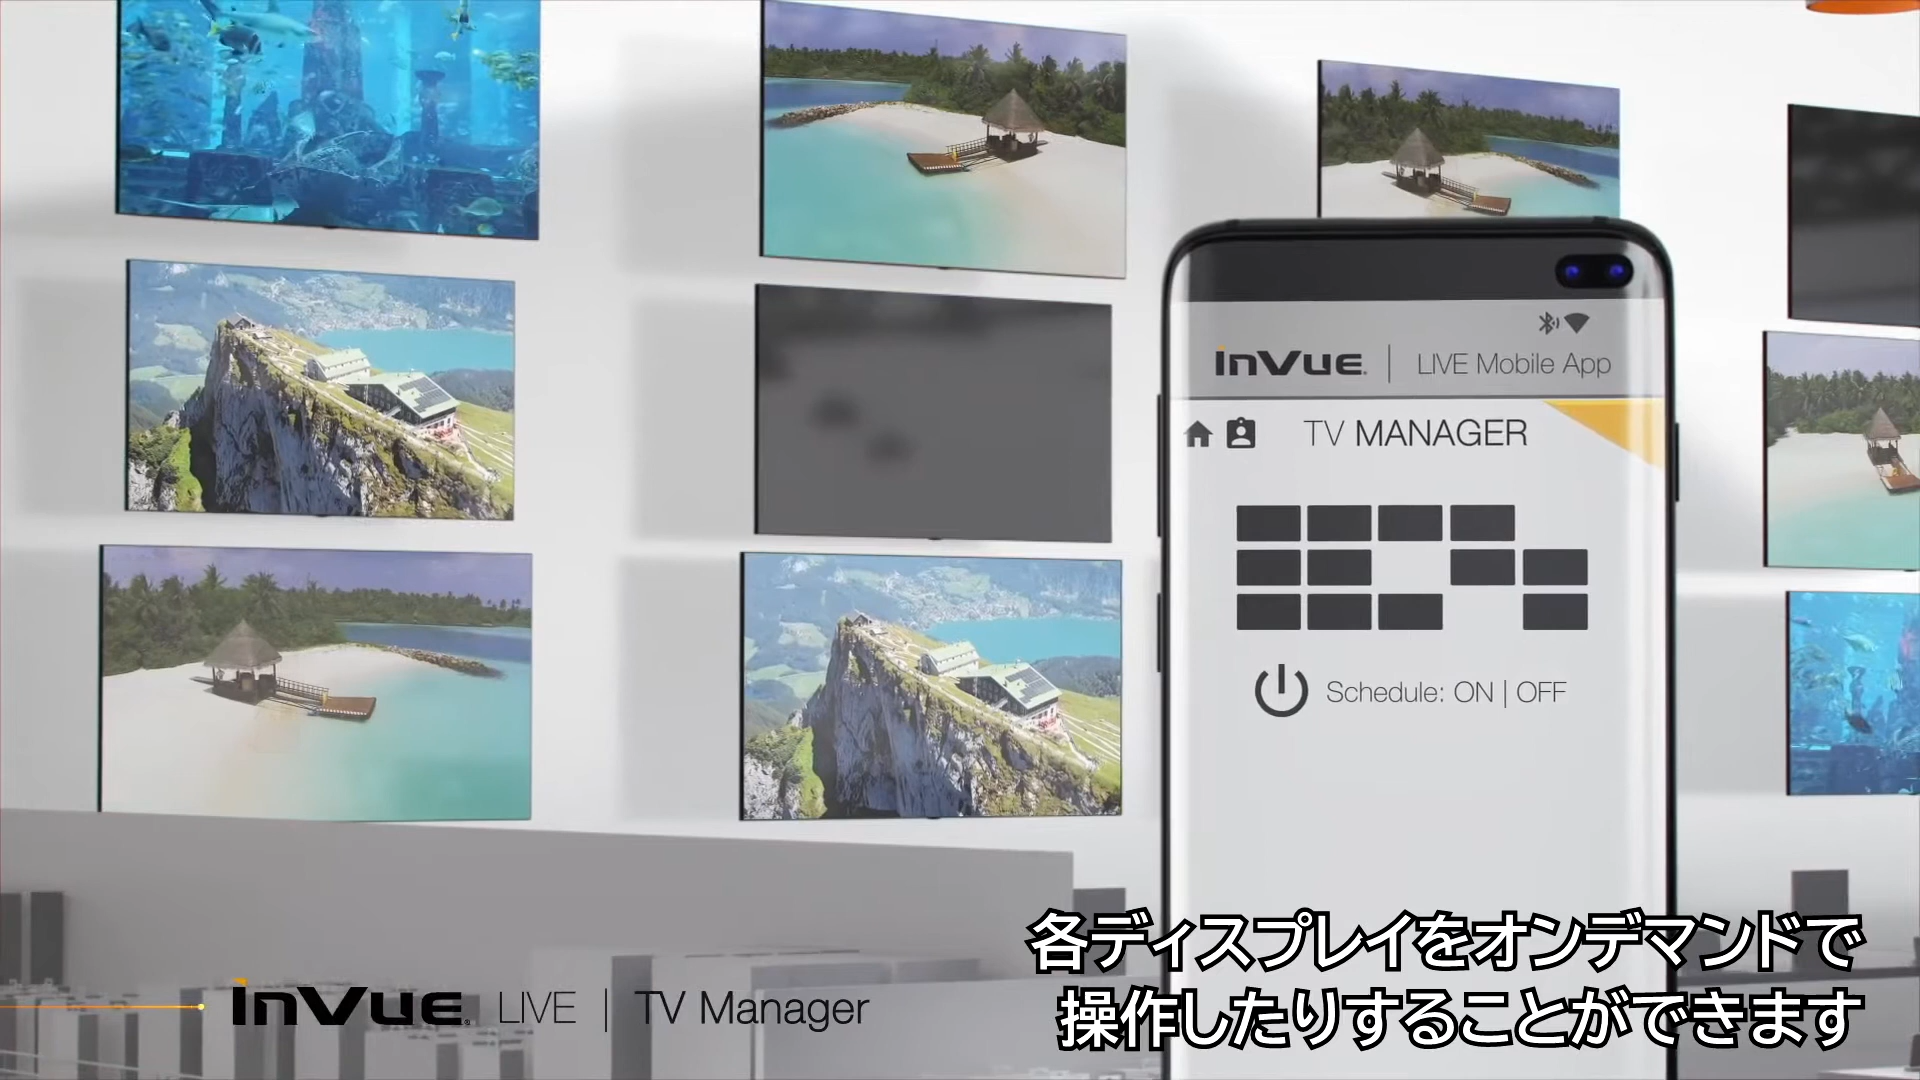 inVue | LIVE Mobile App
TV MANAGER
Schedule: ON | OFF
inVue LIVE | TV Manager
各ディスプレイをオンデマンドで
操作したりすることができます